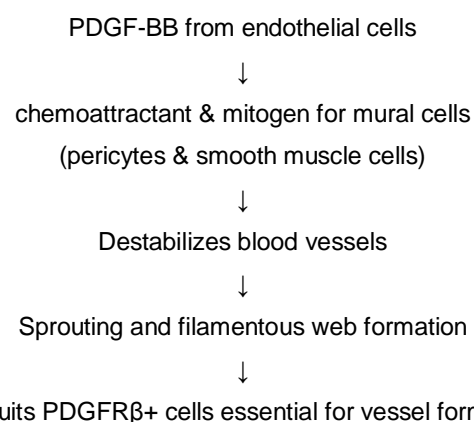 PDGF-BB from endothelial cells
↓
chemoattractant & mitogen for mural cells
(pericytes & smooth muscle cells)
↓
Destabilizes blood vessels
↓
Sprouting and filamentous web formation
↓
PDGFRβ+ cells essential for vessel